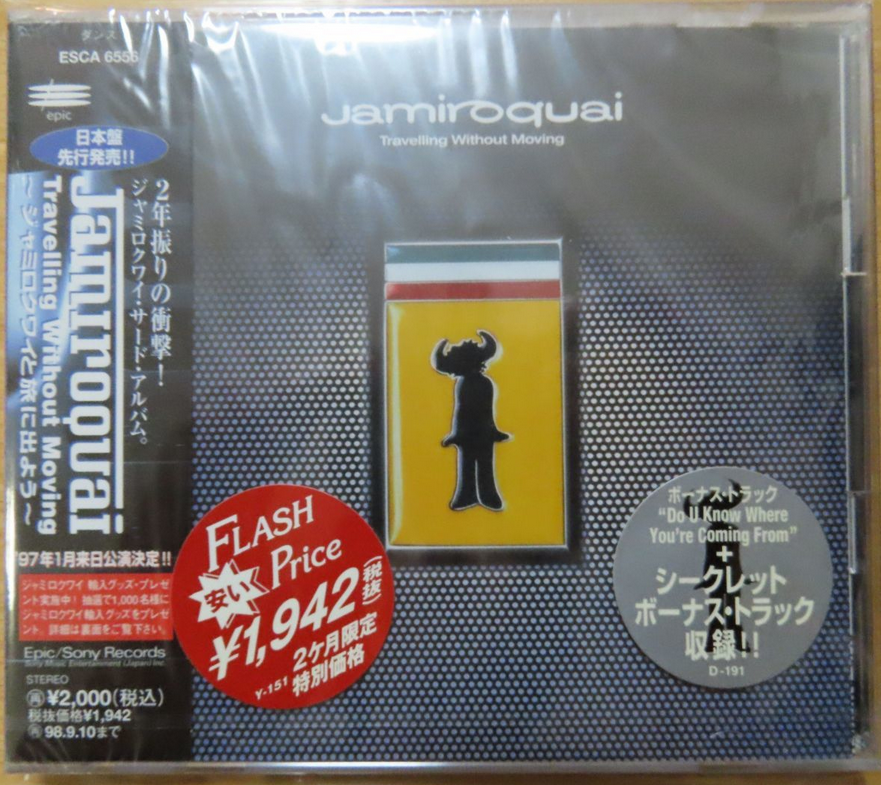 ダンス
ESCA 6556
epic
日本盤
先行発売!!
2年振りの衝撃!
ジャミロクワイ・サード・アルバム。
Jamiroquai
Travelling Without Moving
〜ジャミロクワイと旅に出よう〜
'97年1月来日公演決定!!
ジャミロクワイ 輸入グッズ・プレゼ
ント実施中! 抽選で1,000名様に
ジャミロクワイ輸入グッズをプレゼ
ント、詳細は裏面をご覧下さい。
Epic/Sony Records
Sony Music Entertainment (Japan) Inc.
STEREO
再 ¥2,000(税込)
税抜価格¥1,942
再 98.9.10まで
Jamiroquai
Travelling Without Moving
FLASH
Price
安い
¥1,942(税抜)
2ケ月限定
特別価格
Y-151
ボーナス・トラック
"Do U Know Where
You're Coming From"
+
シークレット
ボーナス・トラック
収録!!
D-191